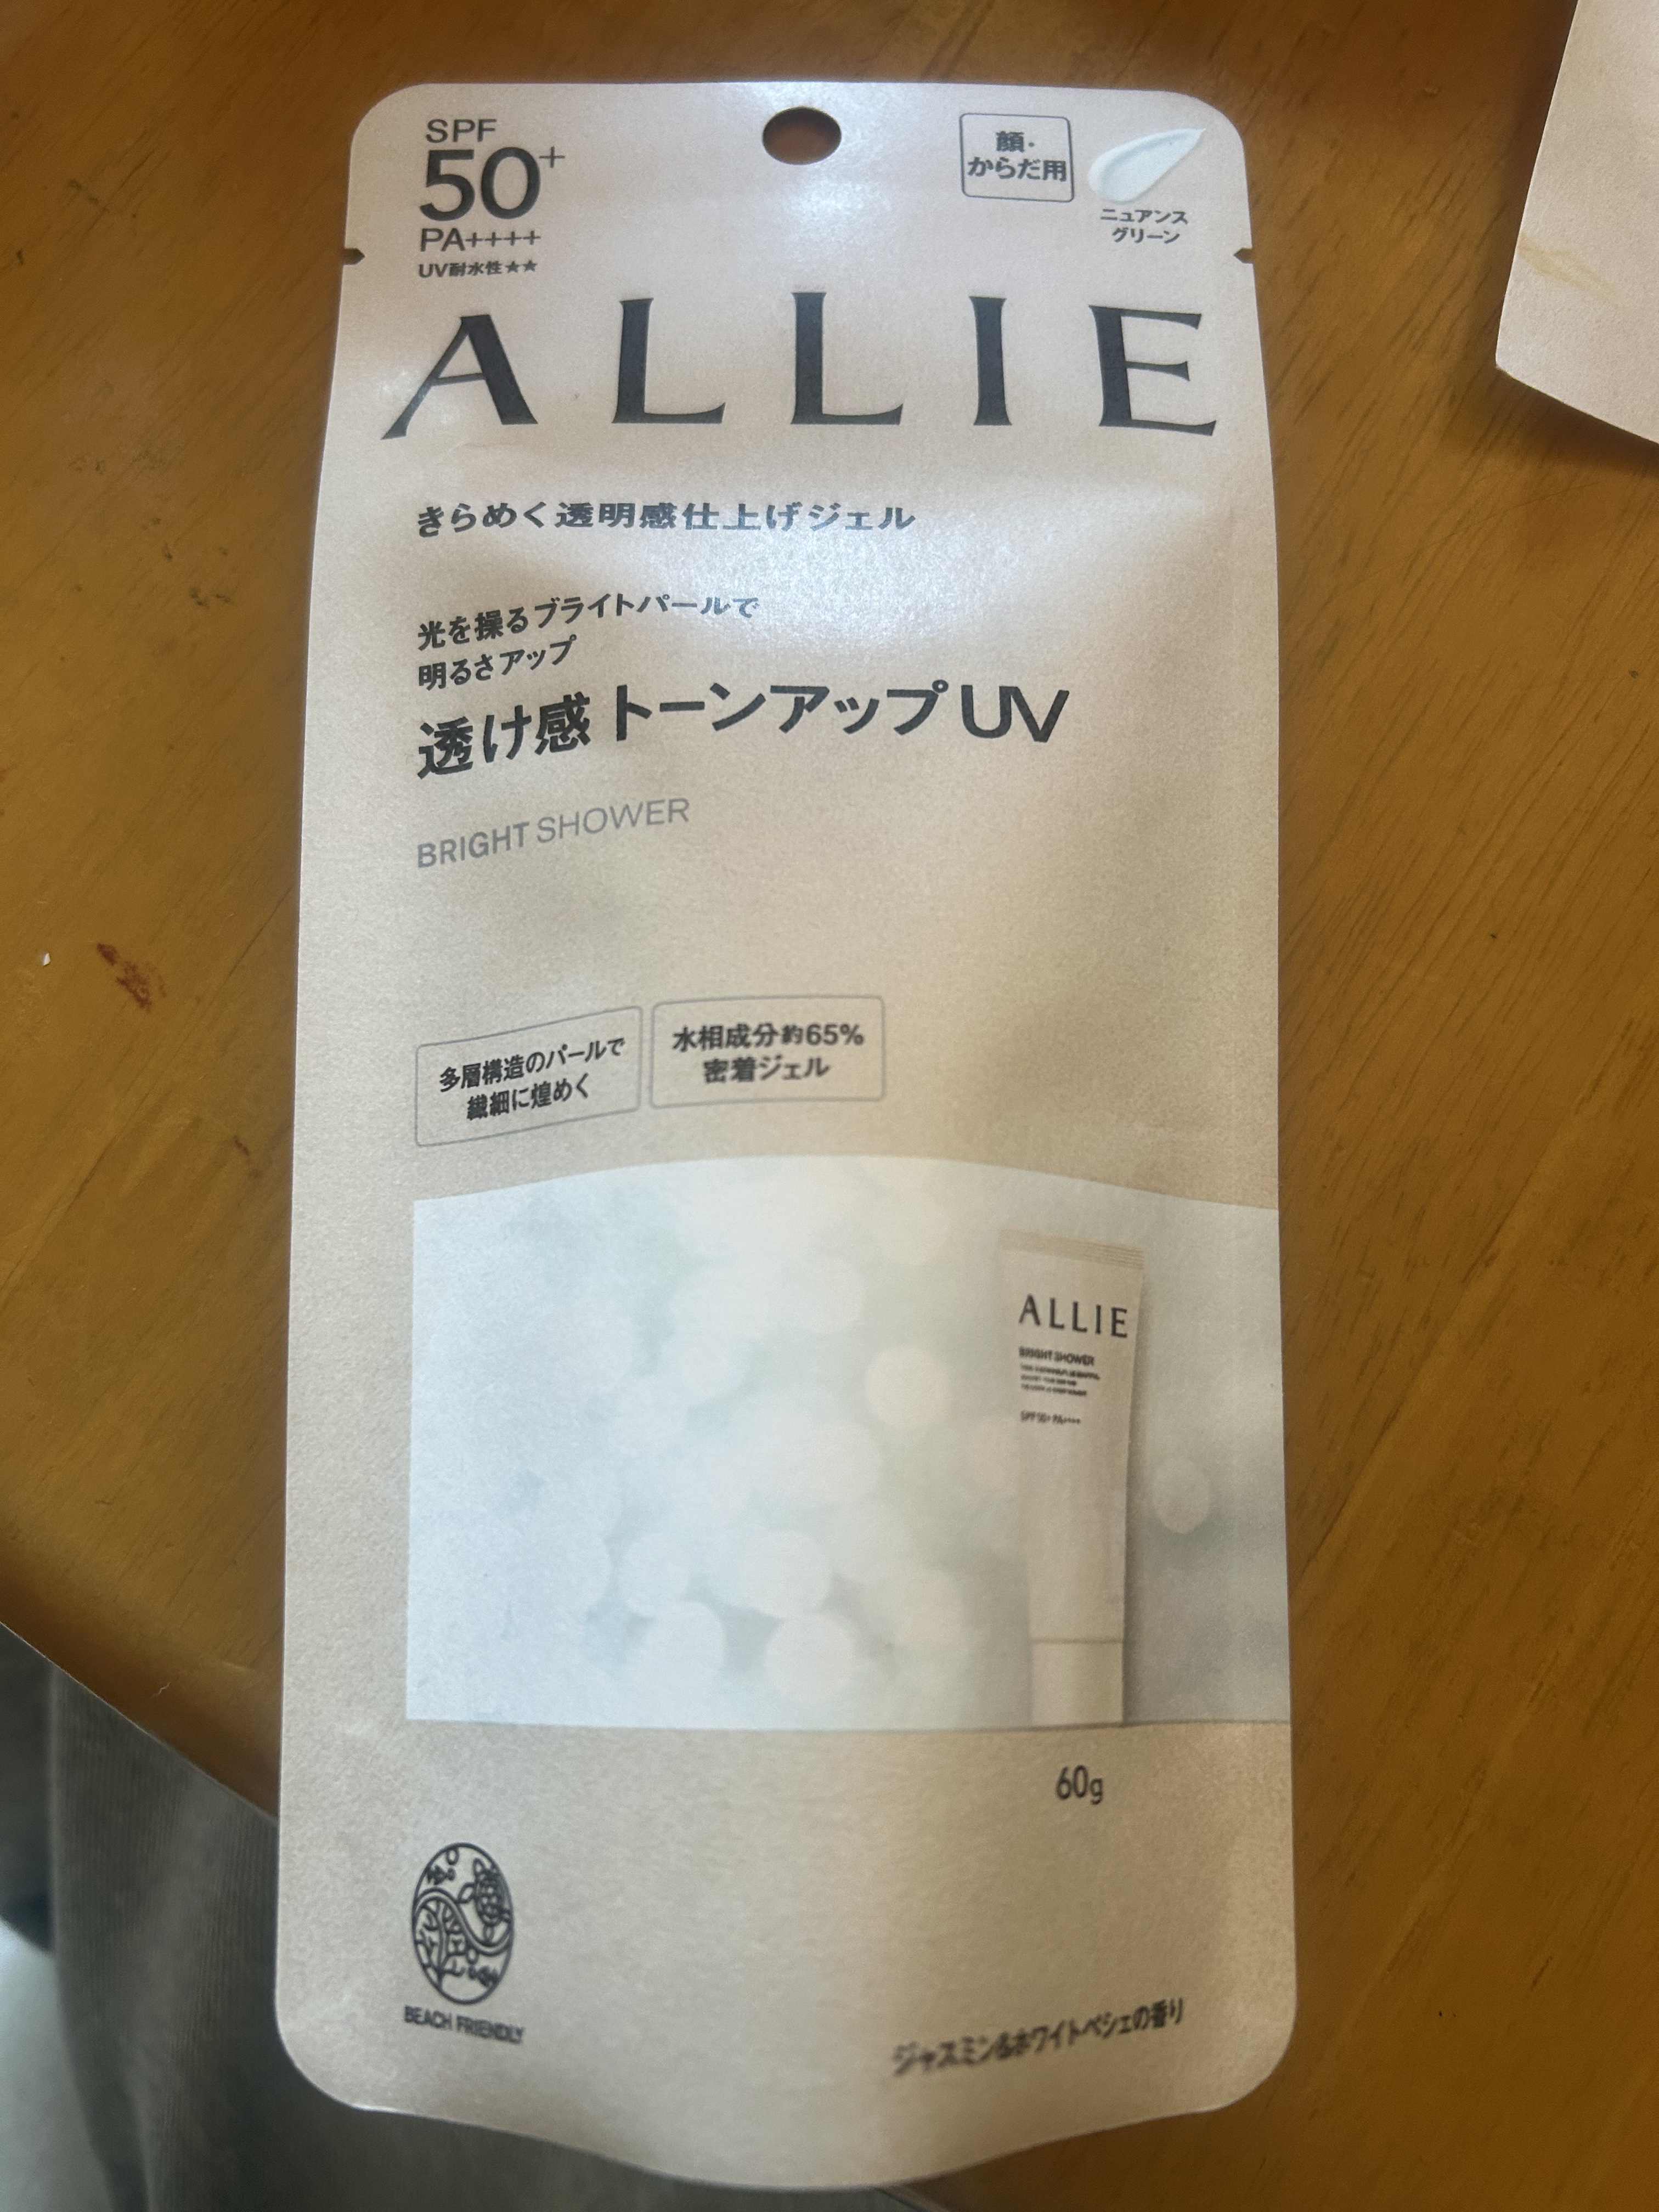 SPF
50+
PA++++
UV耐水性★★
顔・
からだ用
ニュアンス
グリーン
ALLIE
きらめく透明感仕上げジェル
光を操るブライトパールで
明るさアップ
透け感トーンアップUV
BRIGHT SHOWER
多層構造のパールで
繊細に煌めく
水相成分約65%
密着ジェル
ALLIE
BRIGHT SHOWER
SPF50+ PA++++
60g
BEACH FRIENDLY
ジャスミン&ホワイトペシェの香り